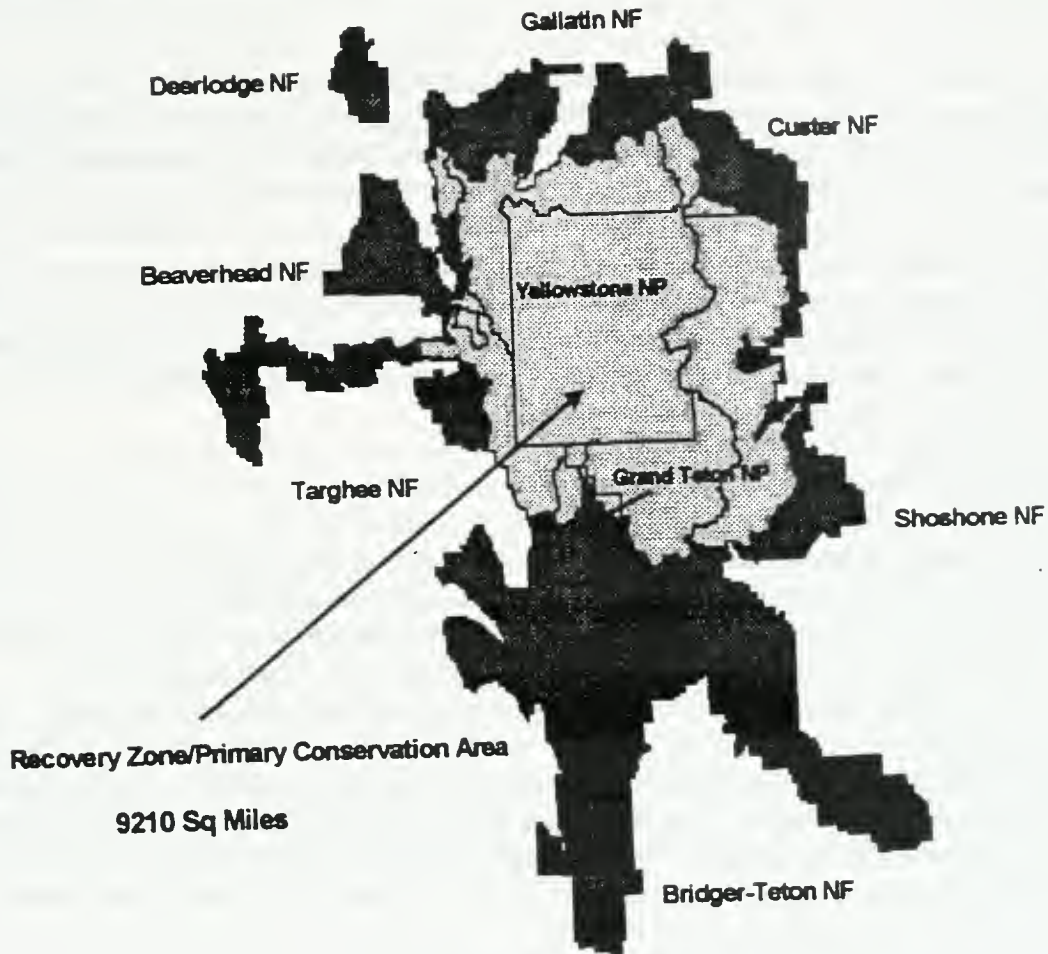 Gallatin NF
Deerlodge NF
Custer NF
Beaverhead NF
Yellowstone NP
Targhee NF
Grand Teton NP
Shoshone NF
Recovery Zone/Primary Conservation Area
9210 Sq Miles
Bridger-Teton NF